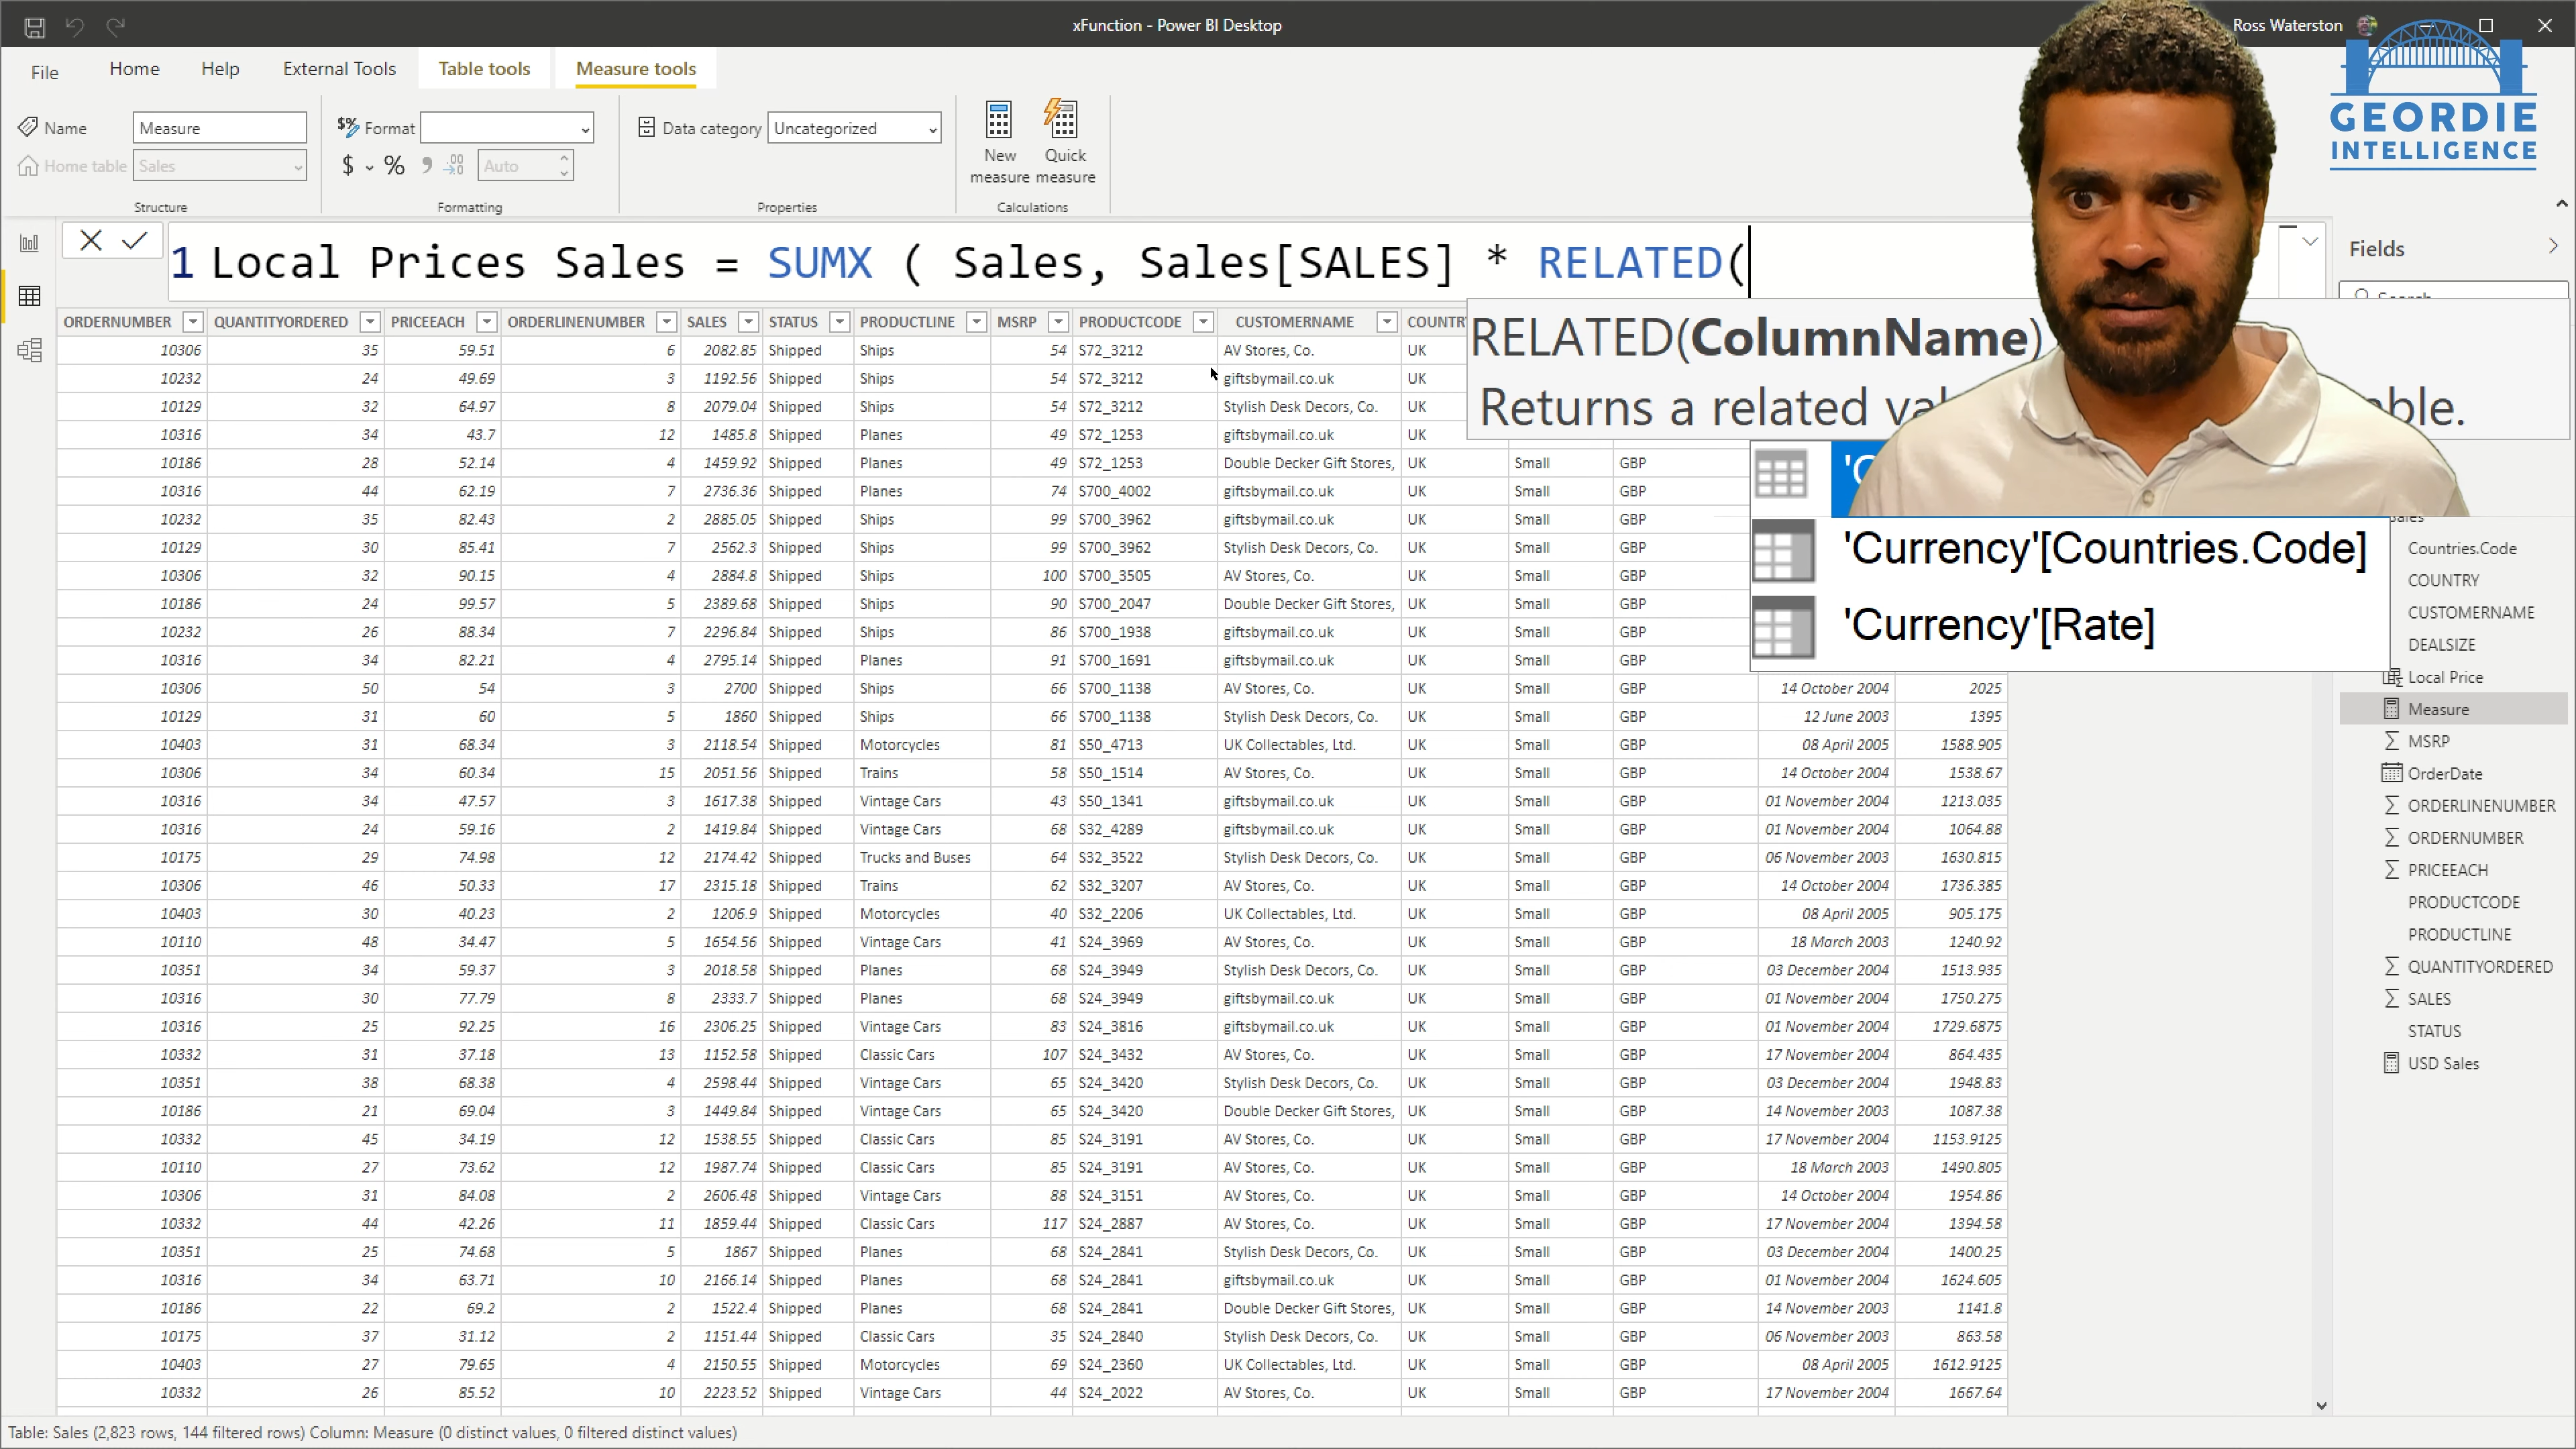 xFunction - Power BI Desktop
Ross Waterston
GEORDIE
INTELLIGENCE
File Home Help External Tools Table tools Measure tools
Name Measure
Home table Sales
Structure
$% Format
$ % , .00 Auto
Formatting
Data category Uncategorized
Properties
New measure
Quick measure
Calculations
1 Local Prices Sales = SUMX ( Sales, Sales[SALES] * RELATED(
RELATED(ColumnName)
Returns a related
'Currency'[Countries.Code]
'Currency'[Rate]
ORDERNUMBER QUANTITYORDERED PRICEEACH ORDERLINENUMBER SALES STATUS PRODUCTLINE MSRP PRODUCTCODE CUSTOMERNAME
10306 35 59.51 6 2082.85 Shipped Ships 54 S72_3212 AV Stores, Co. UK
10232 24 49.69 3 1192.56 Shipped Ships 54 S72_3212 giftsbymail.co.uk UK
10129 32 64.97 8 2079.04 Shipped Ships 54 S72_3212 Stylish Desk Decors, Co. UK
10316 34 43.7 12 1485.8 Shipped Planes 49 S72_1253 giftsbymail.co.uk UK
10186 28 52.14 4 1459.92 Shipped Planes 49 S72_1253 Double Decker Gift Stores, UK Small GBP
10316 44 62.19 7 2736.36 Shipped Planes 74 S700_4002 giftsbymail.co.uk UK Small GBP
10232 35 82.43 2 2885.05 Shipped Ships 99 S700_3962 giftsbymail.co.uk UK Small GBP
10129 30 85.41 7 2562.3 Shipped Ships 99 S700_3962 Stylish Desk Decors, Co. UK Small GBP
10306 32 90.15 4 2884.8 Shipped Ships 100 S700_3505 AV Stores, Co. UK Small GBP
10186 24 99.57 5 2389.68 Shipped Ships 90 S700_2047 Double Decker Gift Stores, UK Small GBP
10232 26 88.34 7 2296.84 Shipped Ships 86 S700_1938 giftsbymail.co.uk UK Small GBP
10316 34 82.21 4 2795.14 Shipped Planes 91 S700_1691 giftsbymail.co.uk UK Small GBP
10306 50 54 3 2700 Shipped Ships 66 S700_1138 AV Stores, Co. UK Small GBP 14 October 2004 2025
10129 31 60 5 1860 Shipped Ships 66 S700_1138 Stylish Desk Decors, Co. UK Small GBP 12 June 2003 1395
10403 31 68.34 3 2118.54 Shipped Motorcycles 81 S50_4713 UK Collectables, Ltd. UK Small GBP 08 April 2005 1588.905
10306 34 60.34 15 2051.56 Shipped Trains 58 S50_1514 AV Stores, Co. UK Small GBP 14 October 2004 1538.67
10316 34 47.57 3 1617.38 Shipped Vintage Cars 43 S50_1341 giftsbymail.co.uk UK Small GBP 01 November 2004 1213.035
10316 24 59.16 2 1419.84 Shipped Vintage Cars 68 S32_4289 giftsbymail.co.uk UK Small GBP 01 November 2004 1064.88
10175 29 74.98 12 2174.42 Shipped Trucks and Buses 64 S32_3522 Stylish Desk Decors, Co. UK Small GBP 06 November 2003 1630.815
10306 46 50.33 17 2315.18 Shipped Trains 62 S32_3207 AV Stores, Co. UK Small GBP 14 October 2004 1736.385
10403 30 40.23 2 1206.9 Shipped Motorcycles 40 S32_2206 UK Collectables, Ltd. UK Small GBP 08 April 2005 905.175
10110 48 34.47 5 1654.56 Shipped Vintage Cars 41 S24_3969 AV Stores, Co. UK Small GBP 18 March 2003 1240.92
10351 34 59.37 3 2018.58 Shipped Planes 68 S24_3949 Stylish Desk Decors, Co. UK Small GBP 03 December 2004 1513.935
10316 30 77.79 8 2333.7 Shipped Planes 68 S24_3949 giftsbymail.co.uk UK Small GBP 01 November 2004 1750.275
10316 25 92.25 16 2306.25 Shipped Vintage Cars 83 S24_3816 giftsbymail.co.uk UK Small GBP 01 November 2004 1729.6875
10332 31 37.18 13 1152.58 Shipped Classic Cars 107 S24_3432 AV Stores, Co. UK Small GBP 17 November 2004 864.435
10351 38 68.38 4 2598.44 Shipped Vintage Cars 65 S24_3420 Stylish Desk Decors, Co. UK Small GBP 03 December 2004 1948.83
10186 21 69.04 3 1449.84 Shipped Vintage Cars 65 S24_3420 Double Decker Gift Stores, UK Small GBP 14 November 2003 1087.38
10332 45 34.19 12 1538.55 Shipped Classic Cars 85 S24_3191 AV Stores, Co. UK Small GBP 17 November 2004 1153.9125
10110 27 73.62 12 1987.74 Shipped Classic Cars 85 S24_3191 AV Stores, Co. UK Small GBP 18 March 2003 1490.805
10306 31 84.08 2 2606.48 Shipped Vintage Cars 88 S24_3151 AV Stores, Co. UK Small GBP 14 October 2004 1954.86
10332 44 42.26 11 1859.44 Shipped Classic Cars 117 S24_2887 AV Stores, Co. UK Small GBP 17 November 2004 1394.58
10351 25 74.68 5 1867 Shipped Planes 68 S24_2841 Stylish Desk Decors, Co. UK Small GBP 03 December 2004 1400.25
10316 34 63.71 10 2166.14 Shipped Planes 68 S24_2841 giftsbymail.co.uk UK Small GBP 01 November 2004 1624.605
10186 22 69.2 2 1522.4 Shipped Planes 68 S24_2841 Double Decker Gift Stores, UK Small GBP 14 November 2003 1141.8
10175 37 31.12 2 1151.44 Shipped Classic Cars 35 S24_2840 Stylish Desk Decors, Co. UK Small GBP 06 November 2003 863.58
10403 27 79.65 4 2150.55 Shipped Motorcycles 69 S24_2360 UK Collectables, Ltd. UK Small GBP 08 April 2005 1612.9125
10332 26 85.52 10 2223.52 Shipped Vintage Cars 44 S24_2022 AV Stores, Co. UK Small GBP 17 November 2004 1667.64
Fields
Countries.Code
COUNTRY
CUSTOMERNAME
DEALSIZE
Local Price
Measure
MSRP
OrderDate
ORDERLINENUMBER
ORDERNUMBER
PRICEEACH
PRODUCTCODE
PRODUCTLINE
QUANTITYORDERED
SALES
STATUS
USD Sales
Table: Sales (2,823 rows, 144 filtered rows) Column: Measure (0 distinct values, 0 filtered distinct values)